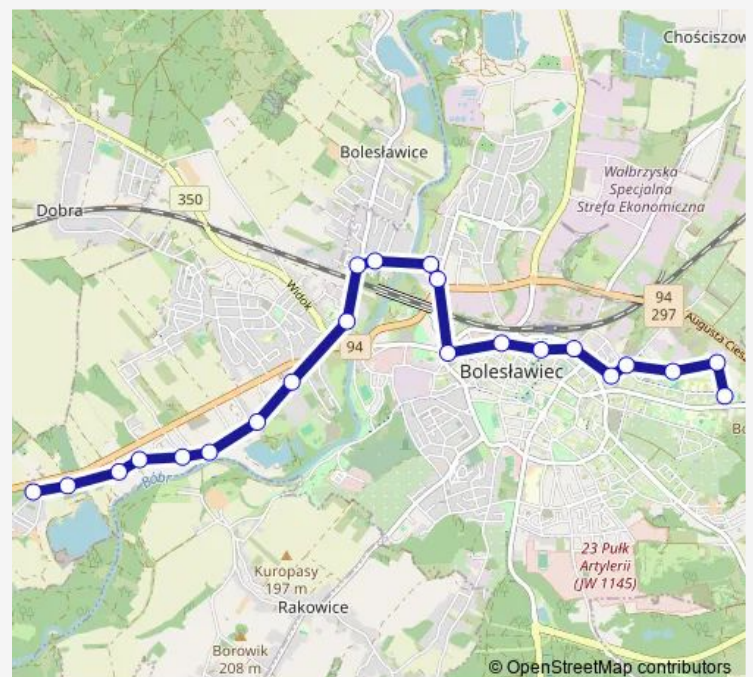 Chościszow
Bolesławice
Wałbrzyska
Specjalna
Strefa Ekonomiczna
350
Dobra
Widok
94
297
Augusta Cies
94
Bolesławiec
Bo
Bóbr
23 Pułk
Artylerii
(JW 1145)
Kuropasy
197 m
Rakowice
Borowik
208 m
© OpenStreetMap contributors